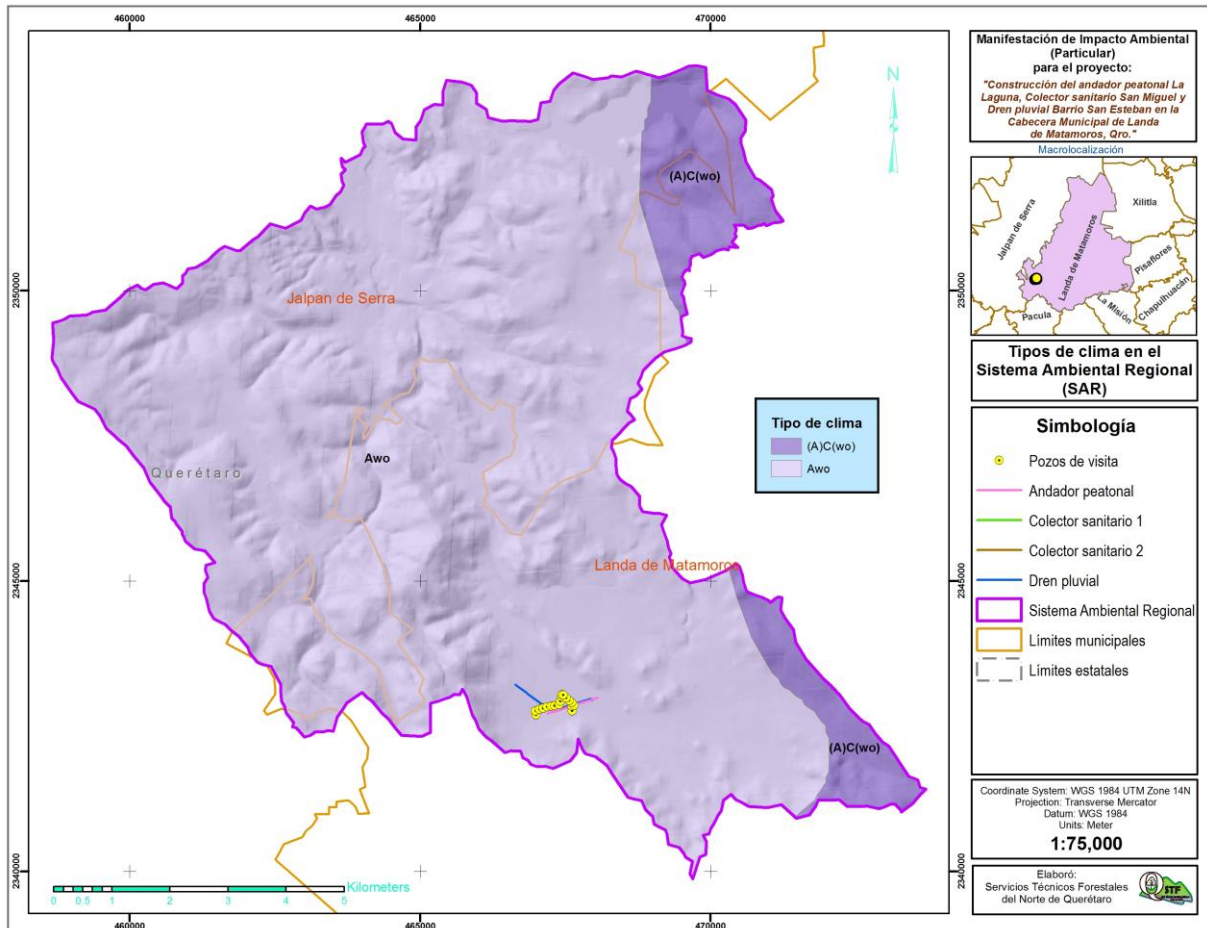 460000
465000
470000
2350000
2345000
2340000
2350000
2345000
2340000
460000
465000
470000
N
(A)C(wo)
Jalpan de Serra
Awo
Querétaro
Landa de Matamoros
(A)C(wo)
Tipo de clima
(A)C(wo)
Awo
Kilometers
0 0.5 1 2 3 4 5
Manifestación de Impacto Ambiental
(Particular)
para el proyecto:
"Construcción del andador peatonal La
Laguna, Colector sanitario San Miguel y
Dren pluvial Barrio San Esteban en la
Cabecera Municipal de Landa
de Matamoros, Qro."
Macrolocalización
Jalpan de Serra
Xilitla
Landa de Matamoros
Pisaflores
Chapulhuacán
La Misión
Pacula
Tipos de clima en el
Sistema Ambiental Regional
(SAR)
Simbología
Pozos de visita
Andador peatonal
Colector sanitario 1
Colector sanitario 2
Dren pluvial
Sistema Ambiental Regional
Límites municipales
Límites estatales
Coordinate System: WGS 1984 UTM Zone 14N
Projection: Transverse Mercator
Datum: WGS 1984
Units: Meter
1:75,000
Elaboró:
Servicios Técnicos Forestales
del Norte de Querétaro
STF